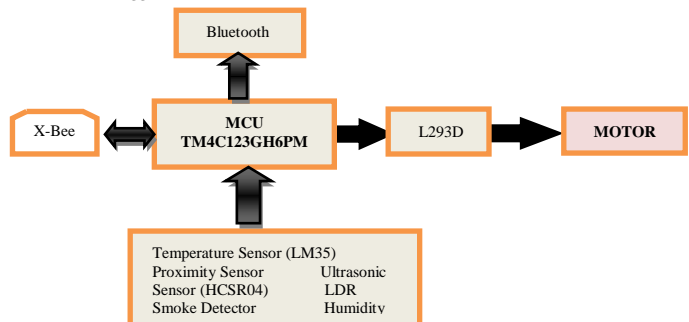 Bluetooth
X-Bee
MCU
TM4C123GH6PM
L293D
MOTOR
Temperature Sensor (LM35)
Proximity Sensor Ultrasonic
Sensor (HCSR04) LDR
Smoke Detector Humidity